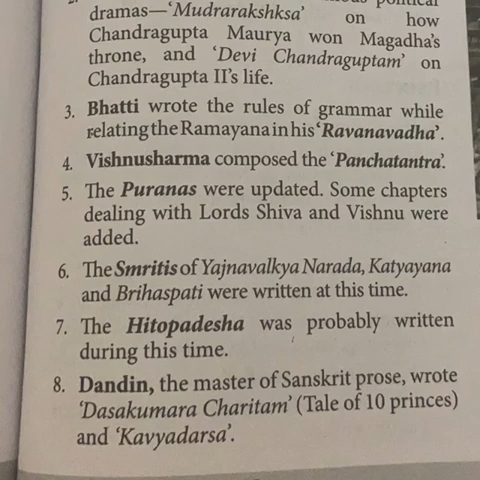 2. political
dramas—‘Mudrarakshksa’ on how
Chandragupta Maurya won Magadha's
throne, and ‘Devi Chandraguptam’ on
Chandragupta II's life.
3. Bhatti wrote the rules of grammar while
relating the Ramayana in his ‘Ravanavadha’.
4. Vishnusharma composed the ‘Panchatantra’.
5. The Puranas were updated. Some chapters
dealing with Lords Shiva and Vishnu were
added.
6. The Smritis of Yajnavalkya Narada, Katyayana
and Brihaspati were written at this time.
7. The Hitopadesha was probably written
during this time.
8. Dandin, the master of Sanskrit prose, wrote
‘Dasakumara Charitam’ (Tale of 10 princes)
and ‘Kavyadarsa’.